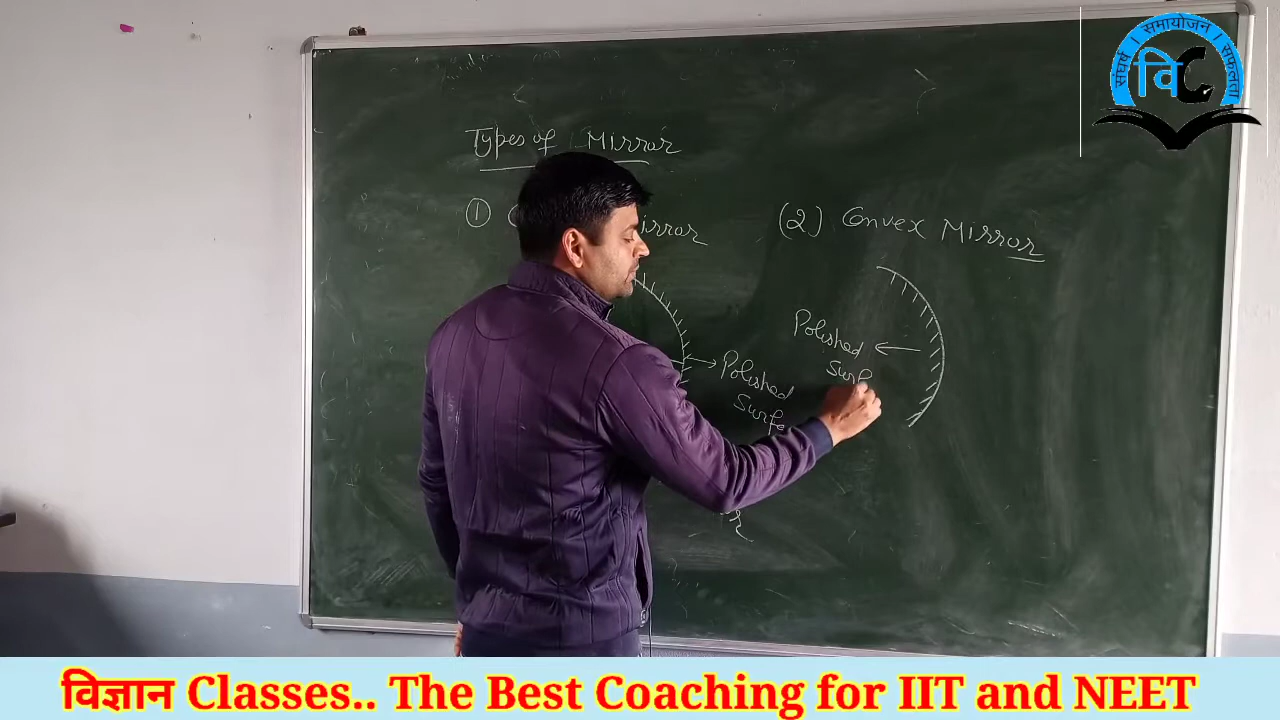 संघर्ष । समायोजन । सफलता
वि
Types of Mirror
① irror
(2) Convex Mirror
Polished
Surf
Polished
Surfa
विज्ञान Classes.. The Best Coaching for IIT and NEET